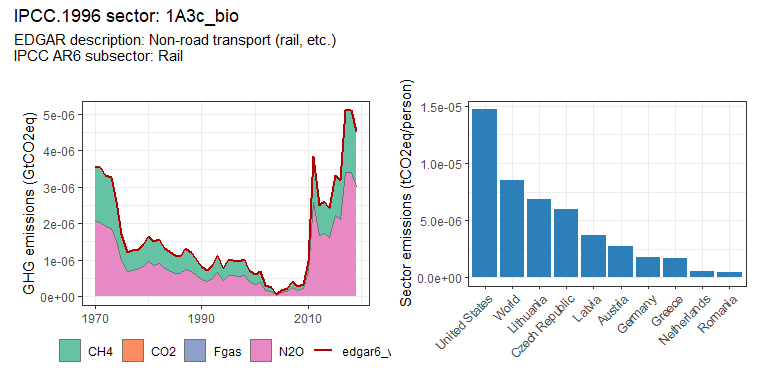 IPCC.1996 sector: 1A3c_bio
EDGAR description: Non-road transport (rail, etc.)
IPCC AR6 subsector: Rail
GHG emissions (GtCO2eq)
5e-06
4e-06
3e-06
2e-06
1e-06
0e+00
1970
1990
2010
CH4
CO2
Fgas
N2O
edgar6_v
Sector emissions (tCO2eq/person)
1.5e-05
1.0e-05
5.0e-06
0.0e+00
United States
World
Lithuania
Czech Republic
Latvia
Austria
Germany
Greece
Netherlands
Romania